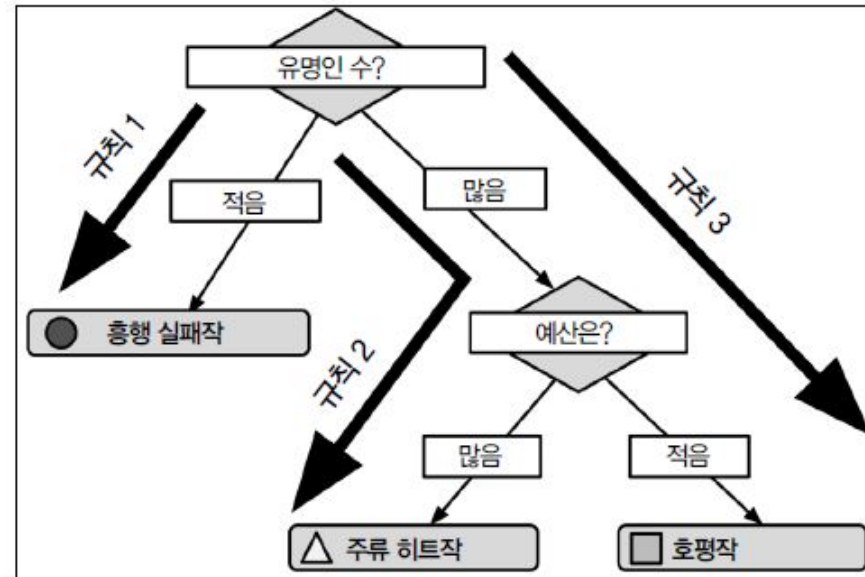 유명인 수?
규칙 1
적음
많음
규칙 3
흥행 실패작
예산은?
규칙 2
많음
적음
주류 히트작
호평작